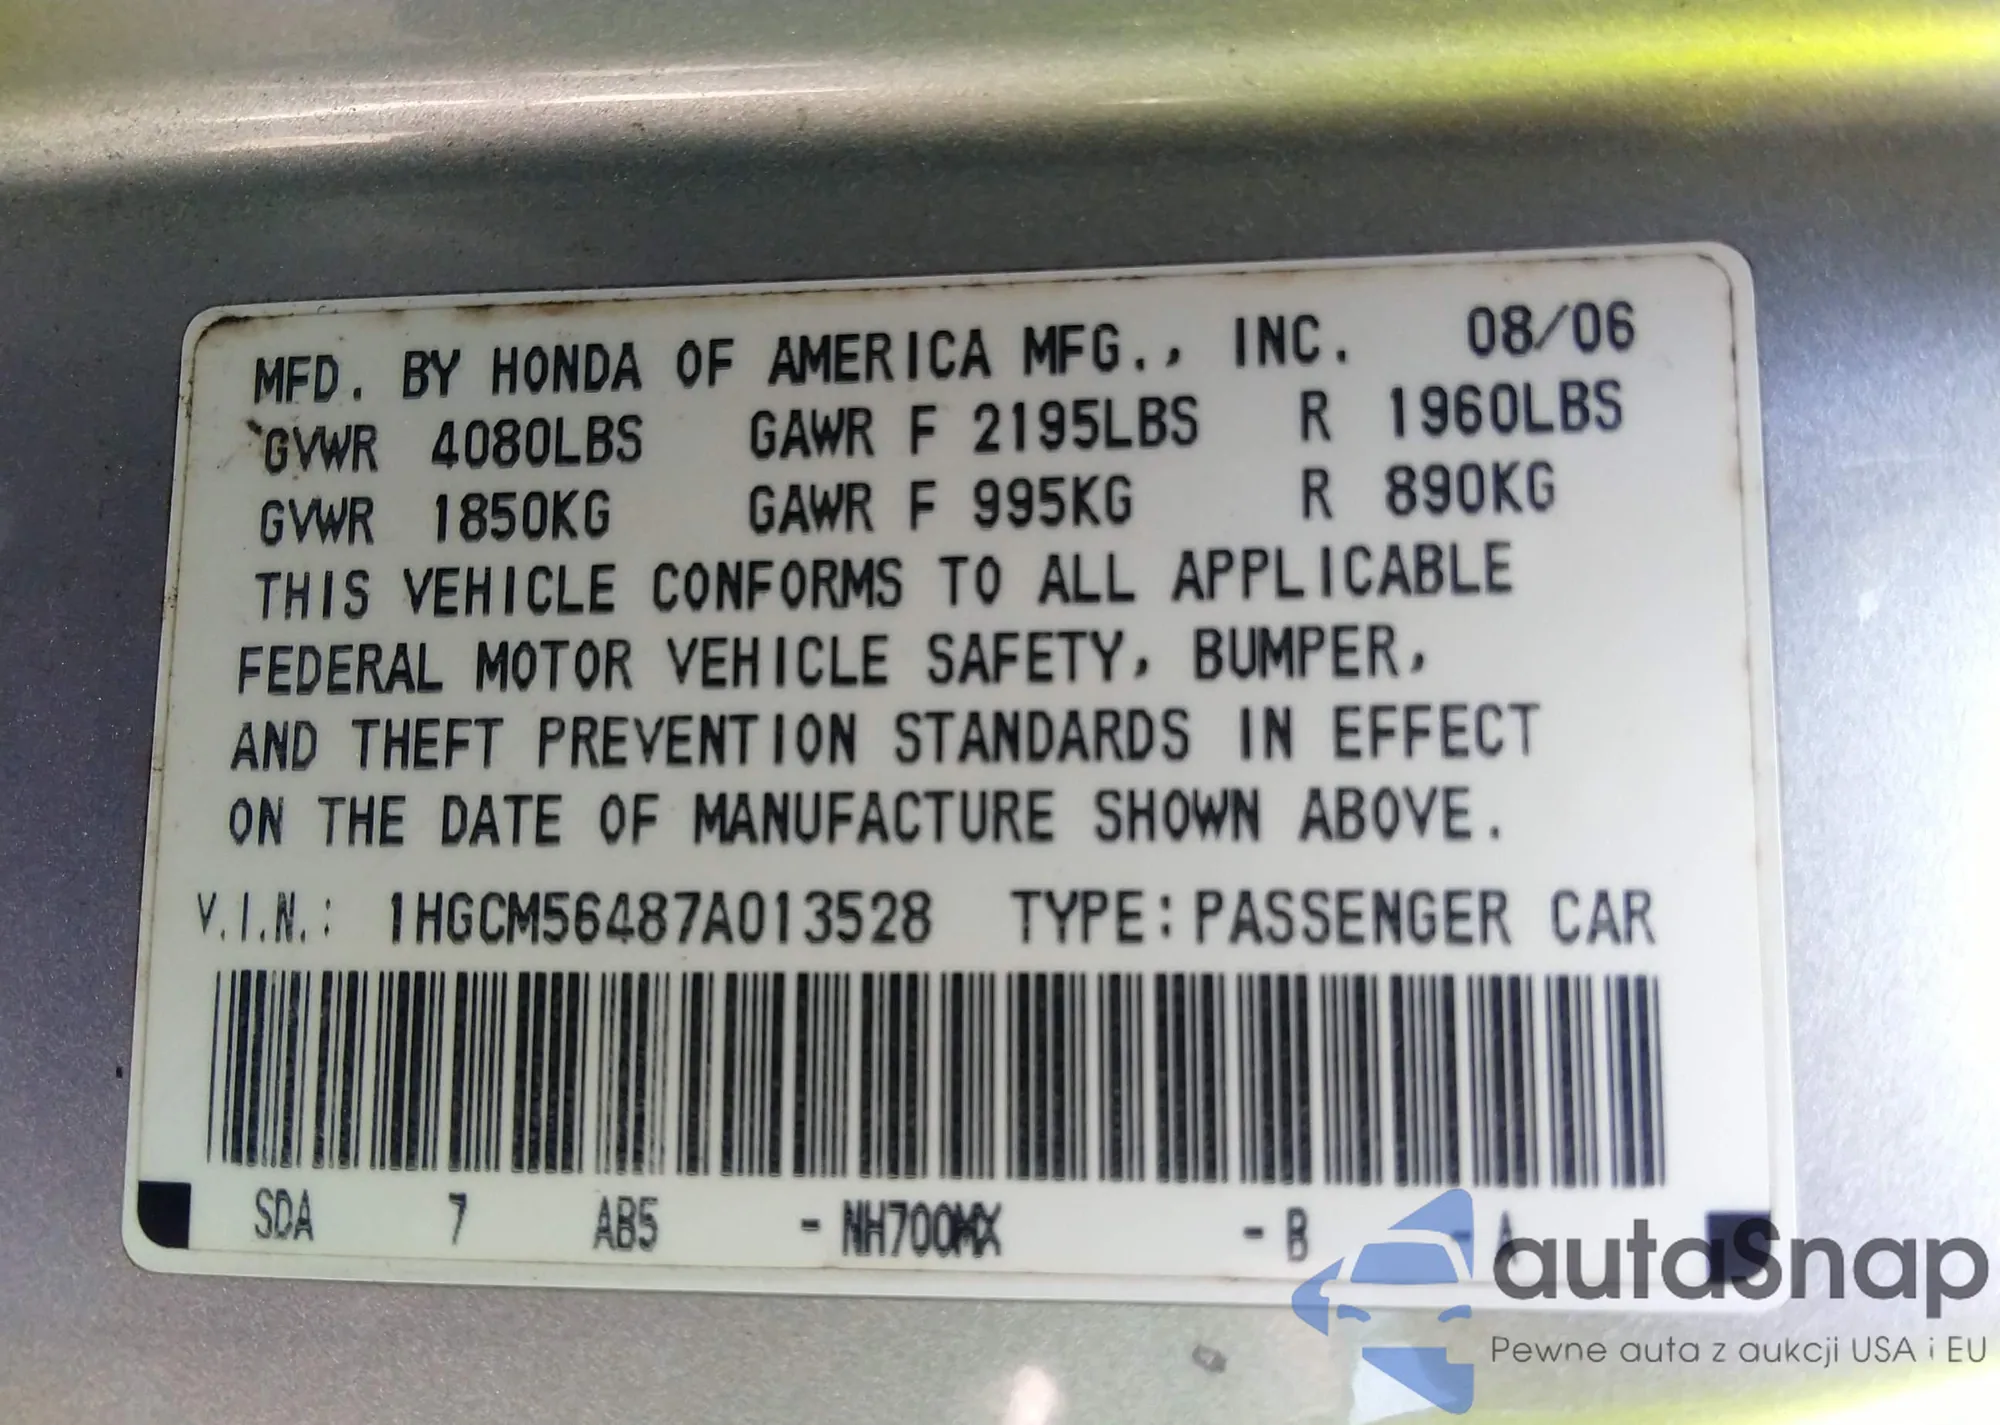 MFD. BY HONDA OF AMERICA MFG., INC. 08/06
GVWR 4080LBS GAWR F 2195LBS R 1960LBS
GVWR 1850KG GAWR F 995KG R 890KG
THIS VEHICLE CONFORMS TO ALL APPLICABLE
FEDERAL MOTOR VEHICLE SAFETY, BUMPER,
AND THEFT PREVENTION STANDARDS IN EFFECT
ON THE DATE OF MANUFACTURE SHOWN ABOVE.
V.I.N.: 1HGCM56487A013528 TYPE: PASSENGER CAR
SDA 7 AB5 - NH700MX - B - A
autaSnap
Pewne auta z aukcji USA i EU